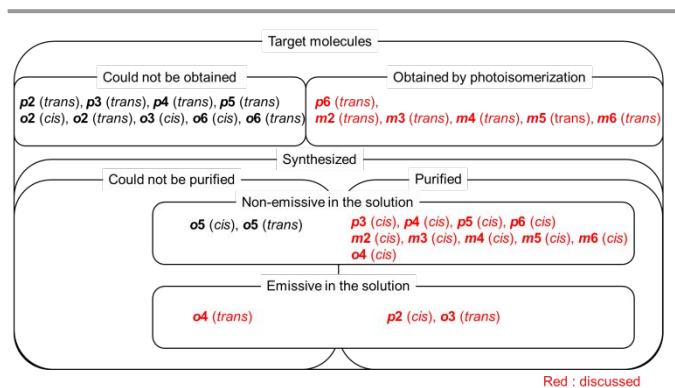 Target molecules
Could not be obtained
Obtained by photoisomerization
p2 (trans), p3 (trans), p4 (trans), p5 (trans)
o2 (cis), o2 (trans), o3 (cis), o6 (cis), o6 (trans)
p6 (trans),
m2 (trans), m3 (trans), m4 (trans), m5 (trans), m6 (trans)
Synthesized
Could not be purified
Purified
Non-emissive in the solution
o5 (cis), o5 (trans)
p3 (cis), p4 (cis), p5 (cis), p6 (cis)
m2 (cis), m3 (cis), m4 (cis), m5 (cis), m6 (cis)
o4 (cis)
Emissive in the solution
o4 (trans)
p2 (cis), o3 (trans)
Red : discussed